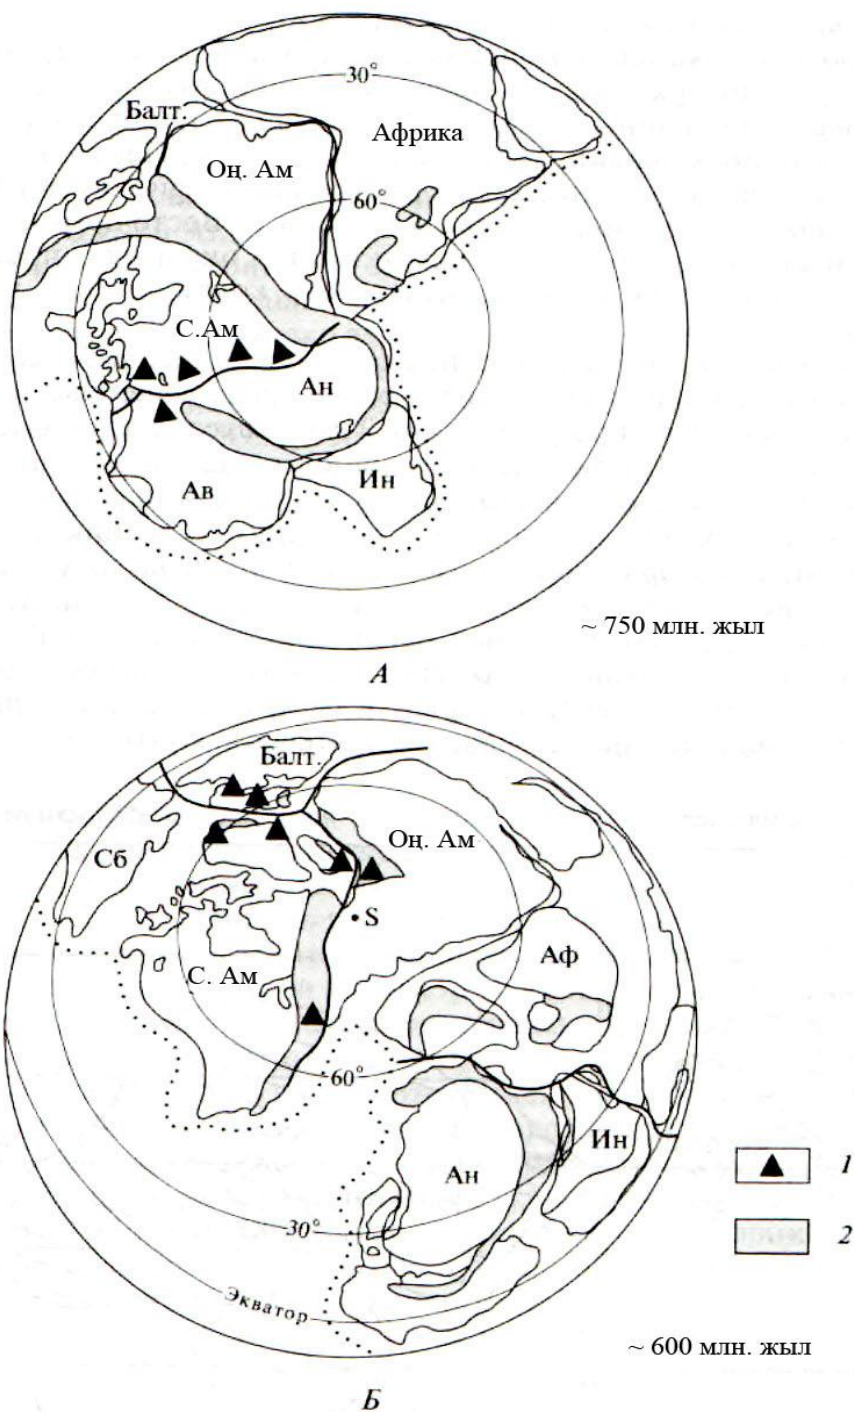 30°
Балт.
Африка
Оң. Ам
60°
С.Ам
Ан
Ав
Ин
~ 750 млн. жыл
А
Балт.
Оң. Ам
Сб
S
Аф
С. Ам
60°
Ин
Ан
1
30°
2
Экватор
~ 600 млн. жыл
Б